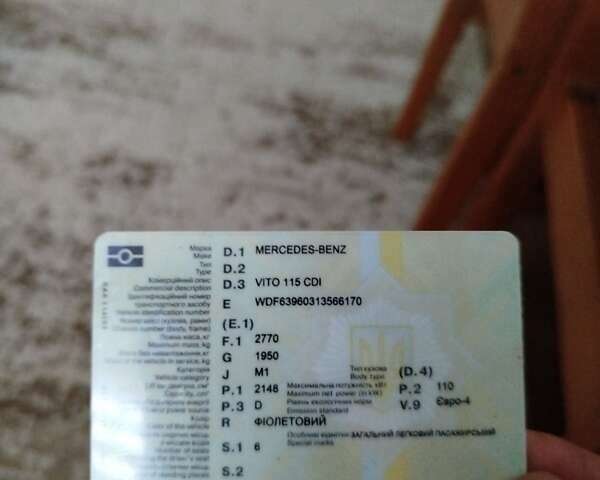 Марка
Make D.1 MERCEDES-BENZ
Тип
Type D.2
Комерційний опис
Commercial description D.3 VITO 115 CDI
Ідентифікаційний номер
транспортного засобу E WDF63960313566170
Vehicle identification number
(E.1)
Повна маса, кг F.1 2770
Maximum mass, kg
G 1950
Категорія J M1 Тип кузова (D.4)
Vehicle category Body type
P.1 2148 Максимальна потужність кВт P.2 110
Maximum net power (in kW)
P.3 D Рівень екологічних норм V.9 Євро-4
Emission standard
R ФІОЛЕТОВИЙ
Особливі відмітки ЗАГАЛЬНИЙ ЛЕГКОВИЙ ПАСАЖИРСЬКИЙ
S.1 6 Special marks
S.2